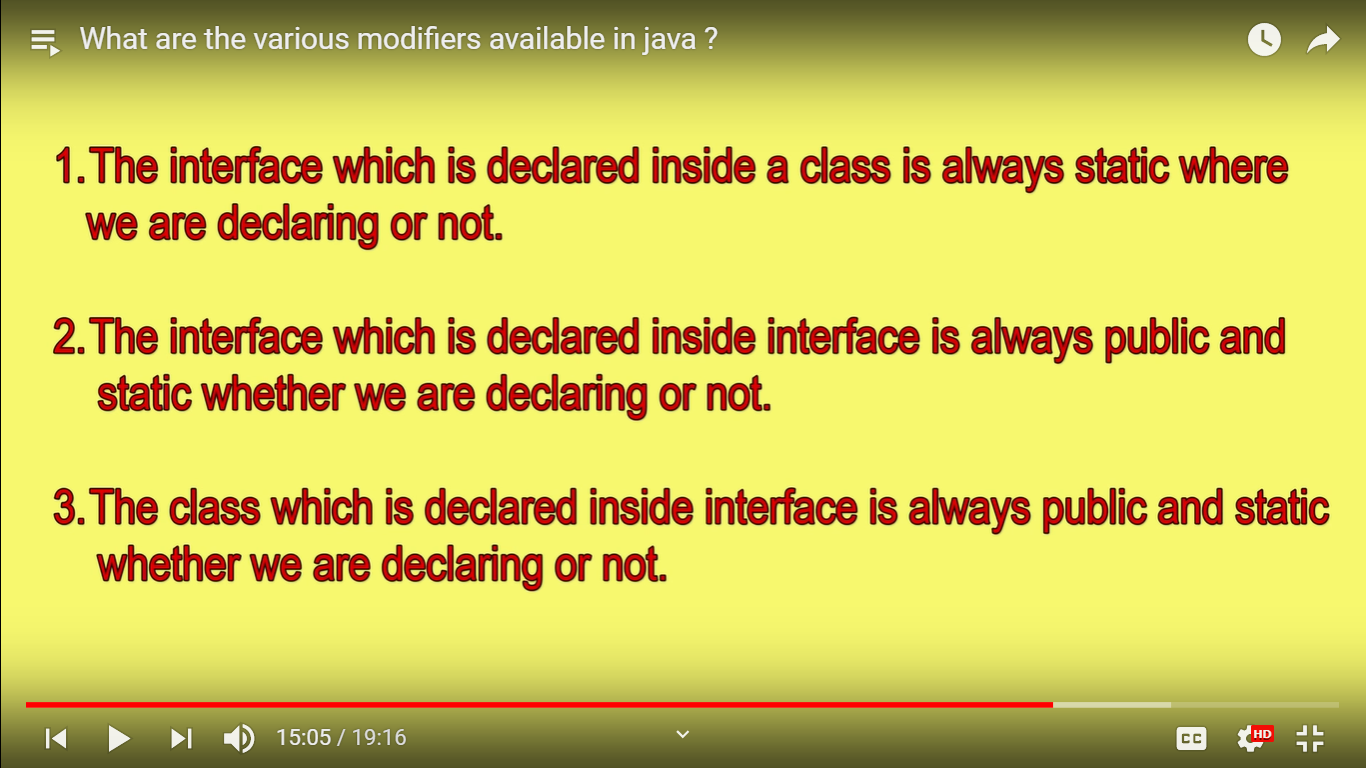 What are the various modifiers available in java ?
1.The interface which is declared inside a class is always static where
we are declaring or not.
2.The interface which is declared inside interface is always public and
static whether we are declaring or not.
3.The class which is declared inside interface is always public and static
whether we are declaring or not.
15:05 / 19:16
CC
HD